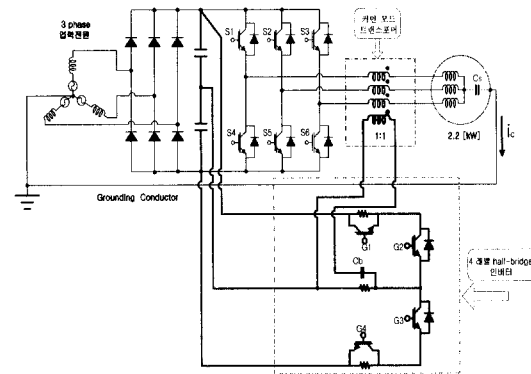 3 phase
입력전원
S1
S2
S3
커먼 모드
트랜스포머
Cs
S4
S5
S6
1:1
2.2 [kW]
ic
Grounding Conductor
G1
G2
Cb
4 레벨 half-bridge
인버터
G3
G4